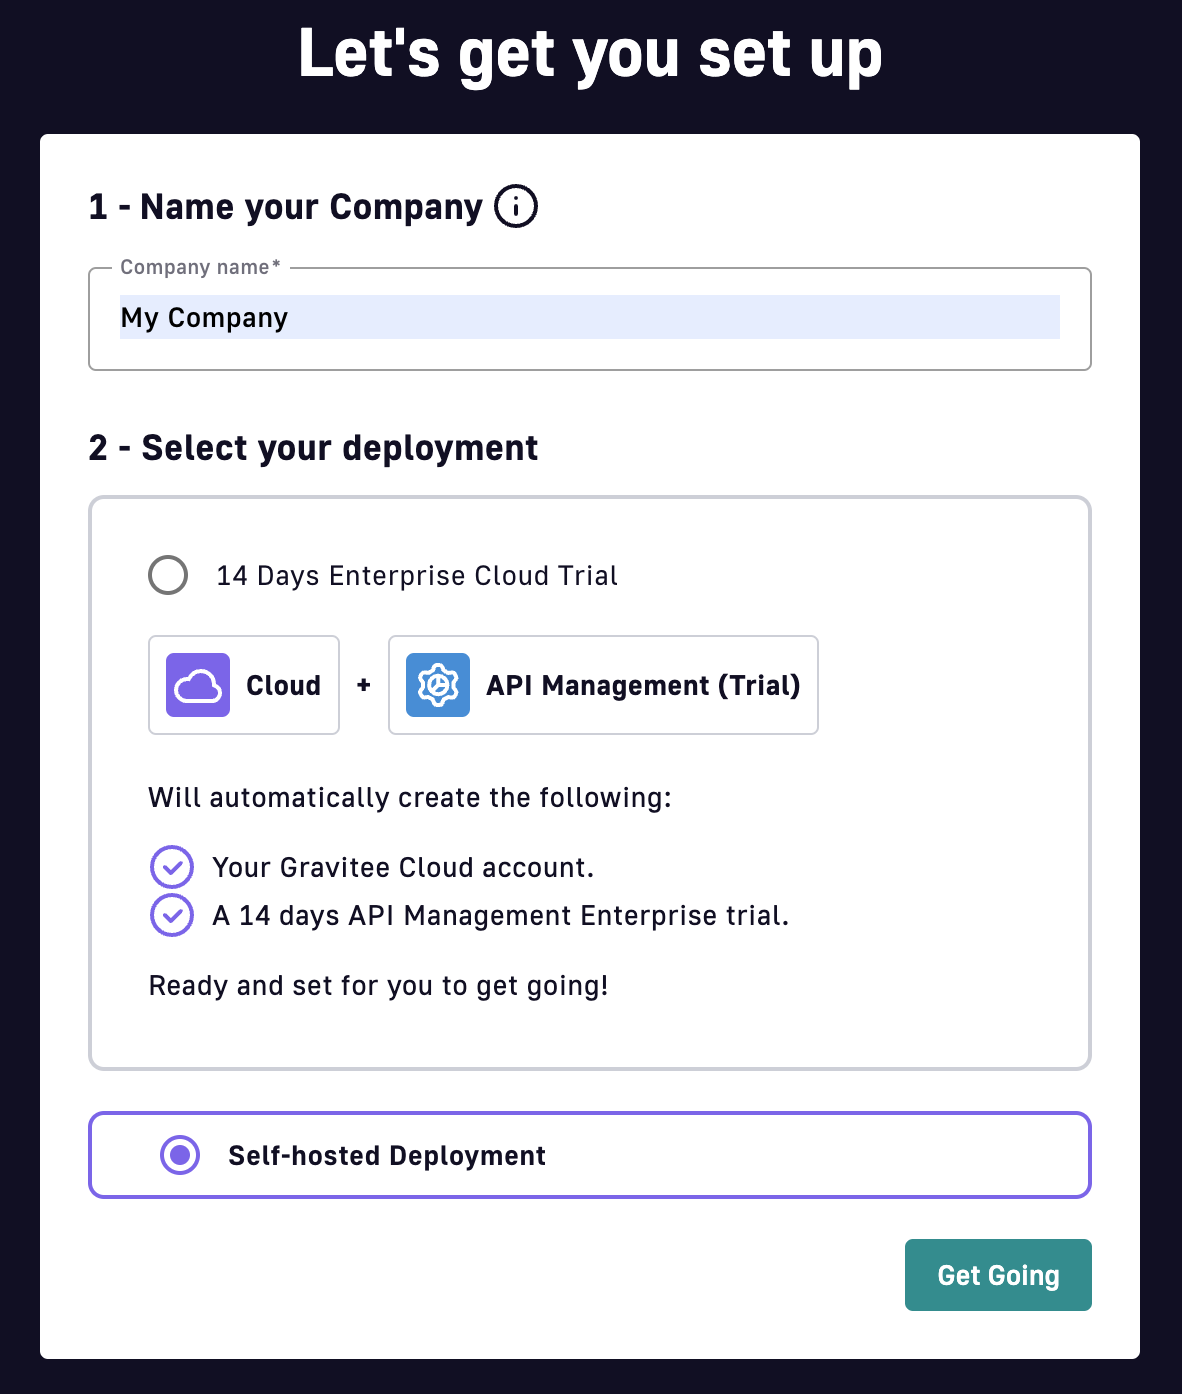 Let's get you set up
1 - Name your Company
Company name*
My Company
2 - Select your deployment
14 Days Enterprise Cloud Trial
Cloud + API Management (Trial)
Will automatically create the following:
Your Gravitee Cloud account.
A 14 days API Management Enterprise trial.
Ready and set for you to get going!
Self-hosted Deployment
Get Going